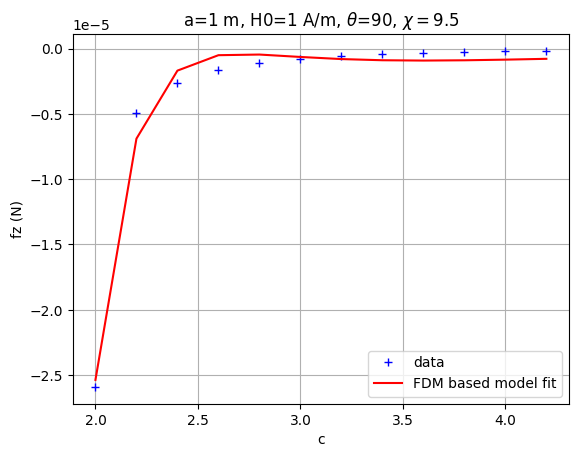 a=1 m, H0=1 A/m, θ=90, χ = 9.5
1e−5
0.0
−0.5
−1.0
−1.5
−2.0
−2.5
fz (N)
data
FDM based model fit
2.0 2.5 3.0 3.5 4.0
c